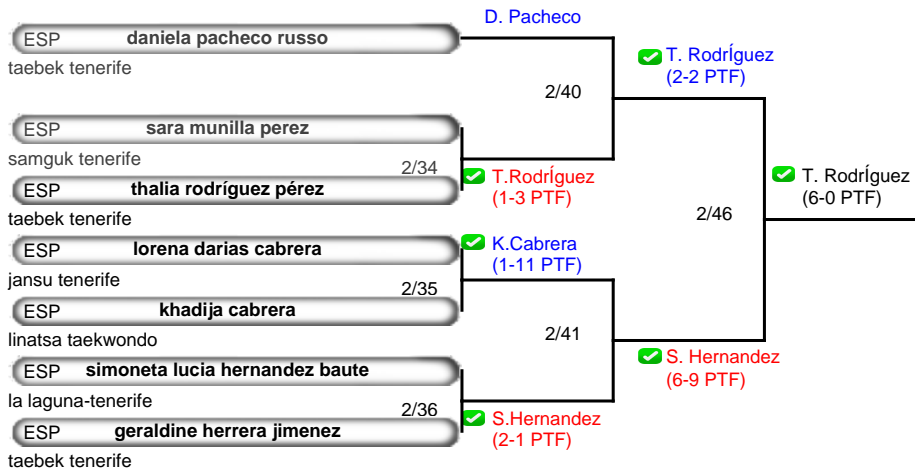 D. Pacheco
ESP daniela pacheco russo
taebek tenerife
2/40
T. RodrÍguez
(2-2 PTF)
ESP sara munilla perez
samguk tenerife
2/34
T.RodrÍguez
(1-3 PTF)
ESP thalia rodríguez pérez
taebek tenerife
2/46
T. RodrÍguez
(6-0 PTF)
ESP lorena darias cabrera
jansu tenerife
2/35
K.Cabrera
(1-11 PTF)
ESP khadija cabrera
linatsa taekwondo
2/41
S. Hernandez
(6-9 PTF)
ESP simoneta lucia hernandez baute
la laguna-tenerife
2/36
S.Hernandez
(2-1 PTF)
ESP geraldine herrera jimenez
taebek tenerife